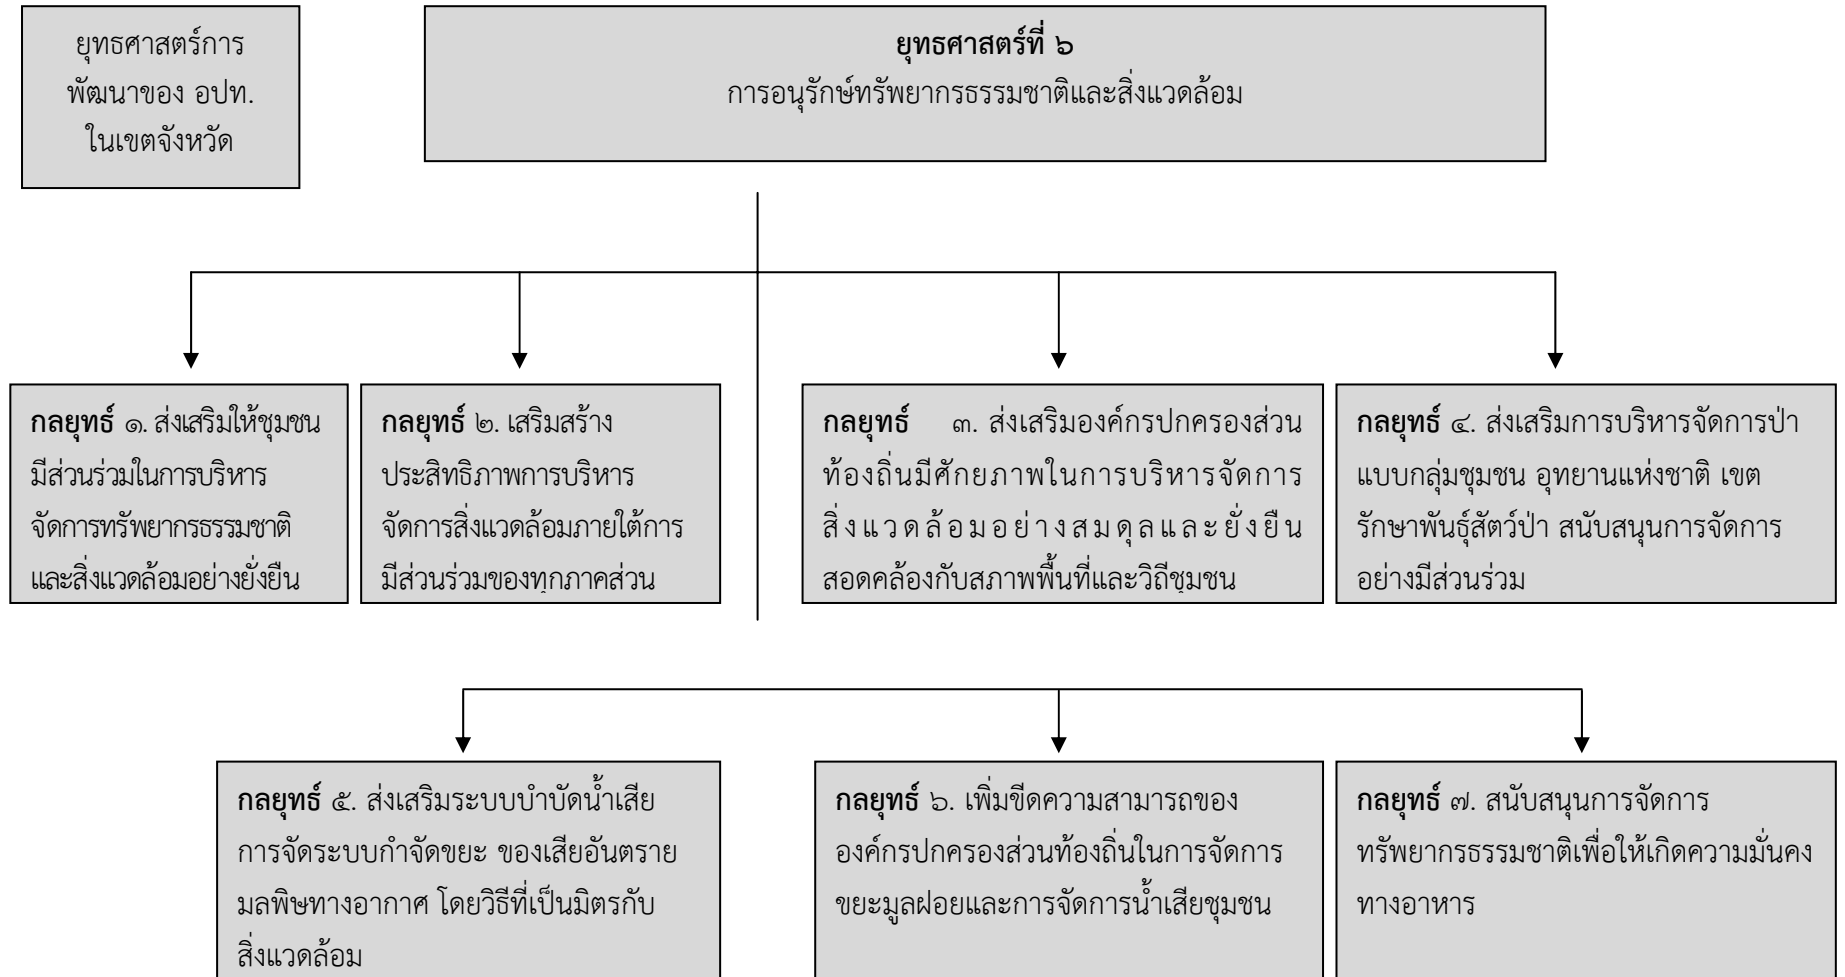 ยุทธศาสตร์การ
พัฒนาของ อปท.
ในเขตจังหวัด
ยุทธศาสตร์ที่ ๖
การอนุรักษ์ทรัพยากรธรรมชาติและสิ่งแวดล้อม
กลยุทธ์ ๑. ส่งเสริมให้ชุมชน
มีส่วนร่วมในการบริหาร
จัดการทรัพยากรธรรมชาติ
และสิ่งแวดล้อมอย่างยั่งยืน
กลยุทธ์ ๒. เสริมสร้าง
ประสิทธิภาพการบริหาร
จัดการสิ่งแวดล้อมภายใต้การ
มีส่วนร่วมของทุกภาคส่วน
กลยุทธ์ ๓. ส่งเสริมองค์กรปกครองส่วน
ท้องถิ่นมีศักยภาพในการบริหารจัดการ
สิ่งแวดล้อมอย่างสมดุลและยั่งยืน
สอดคล้องกับสภาพพื้นที่และวิถีชุมชน
กลยุทธ์ ๔. ส่งเสริมการบริหารจัดการป่า
แบบกลุ่มชุมชน อุทยานแห่งชาติ เขต
รักษาพันธุ์สัตว์ป่า สนับสนุนการจัดการ
อย่างมีส่วนร่วม
กลยุทธ์ ๕. ส่งเสริมระบบบำบัดน้ำเสีย
การจัดระบบกำจัดขยะ ของเสียอันตราย
มลพิษทางอากาศ โดยวิธีที่เป็นมิตรกับ
สิ่งแวดล้อม
กลยุทธ์ ๖. เพิ่มขีดความสามารถของ
องค์กรปกครองส่วนท้องถิ่นในการจัดการ
ขยะมูลฝอยและการจัดการน้ำเสียชุมชน
กลยุทธ์ ๗. สนับสนุนการจัดการ
ทรัพยากรธรรมชาติเพื่อให้เกิดความมั่นคง
ทางอาหาร